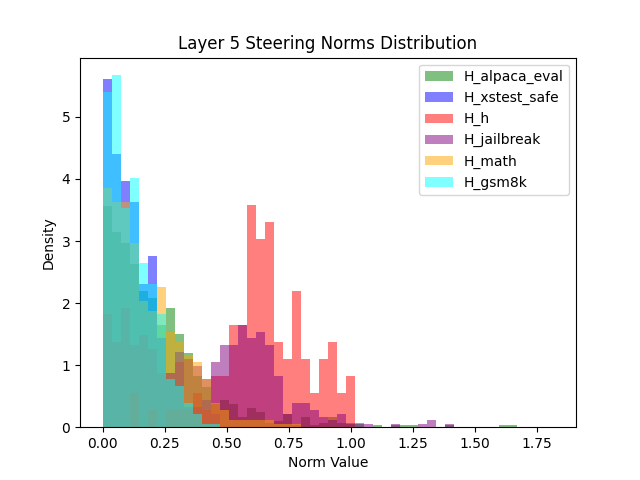 Layer 5 Steering Norms Distribution
H_alpaca_eval
H_xstest_safe
H_h
H_jailbreak
H_math
H_gsm8k
Density
5
4
3
2
1
0
0.00 0.25 0.50 0.75 1.00 1.25 1.50 1.75
Norm Value